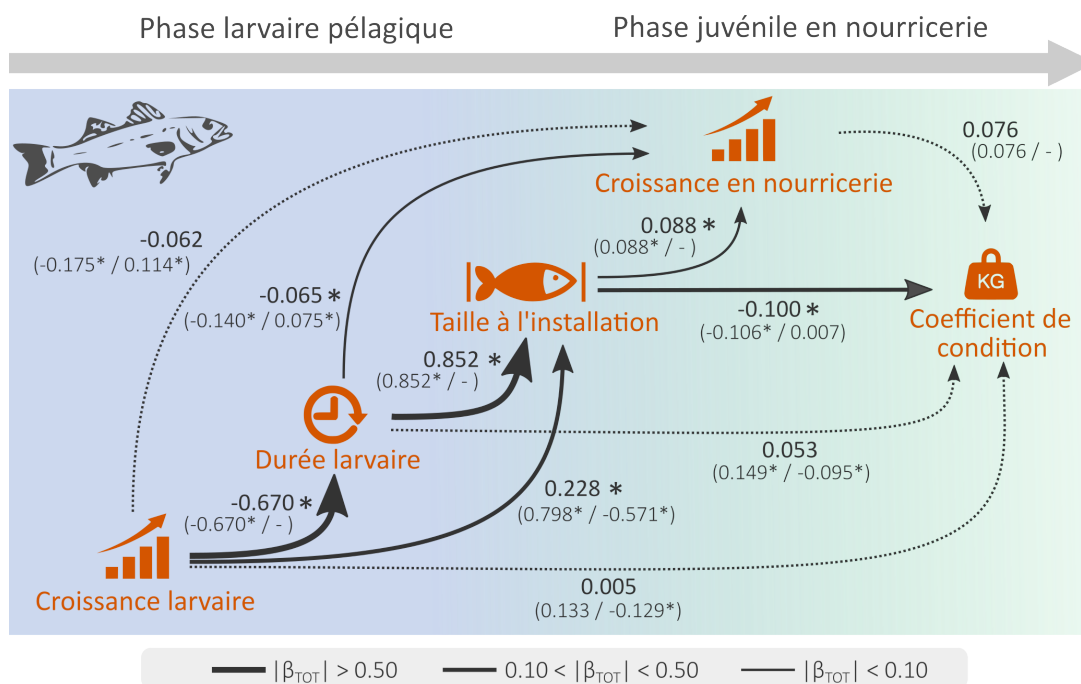 Phase larvaire pélagique
Phase juvénile en nourricerie
0.076
(0.076 / - )
Croissance en nourricerie
-0.062
(-0.175* / 0.114*)
0.088 *
(0.088* / - )
KG
-0.065 *
(-0.140* / 0.075*)
Taille à l'installation
-0.100 *
(-0.106* / 0.007)
Coefficient de
condition
0.852 *
(0.852* / - )
Durée larvaire
0.053
(0.149* / -0.095*)
-0.670 *
(-0.670* / - )
0.228 *
(0.798* / -0.571*)
Croissance larvaire
0.005
(0.133 / -0.129*)
|βTOT| > 0.50
0.10 < |βTOT| < 0.50
|βTOT| < 0.10